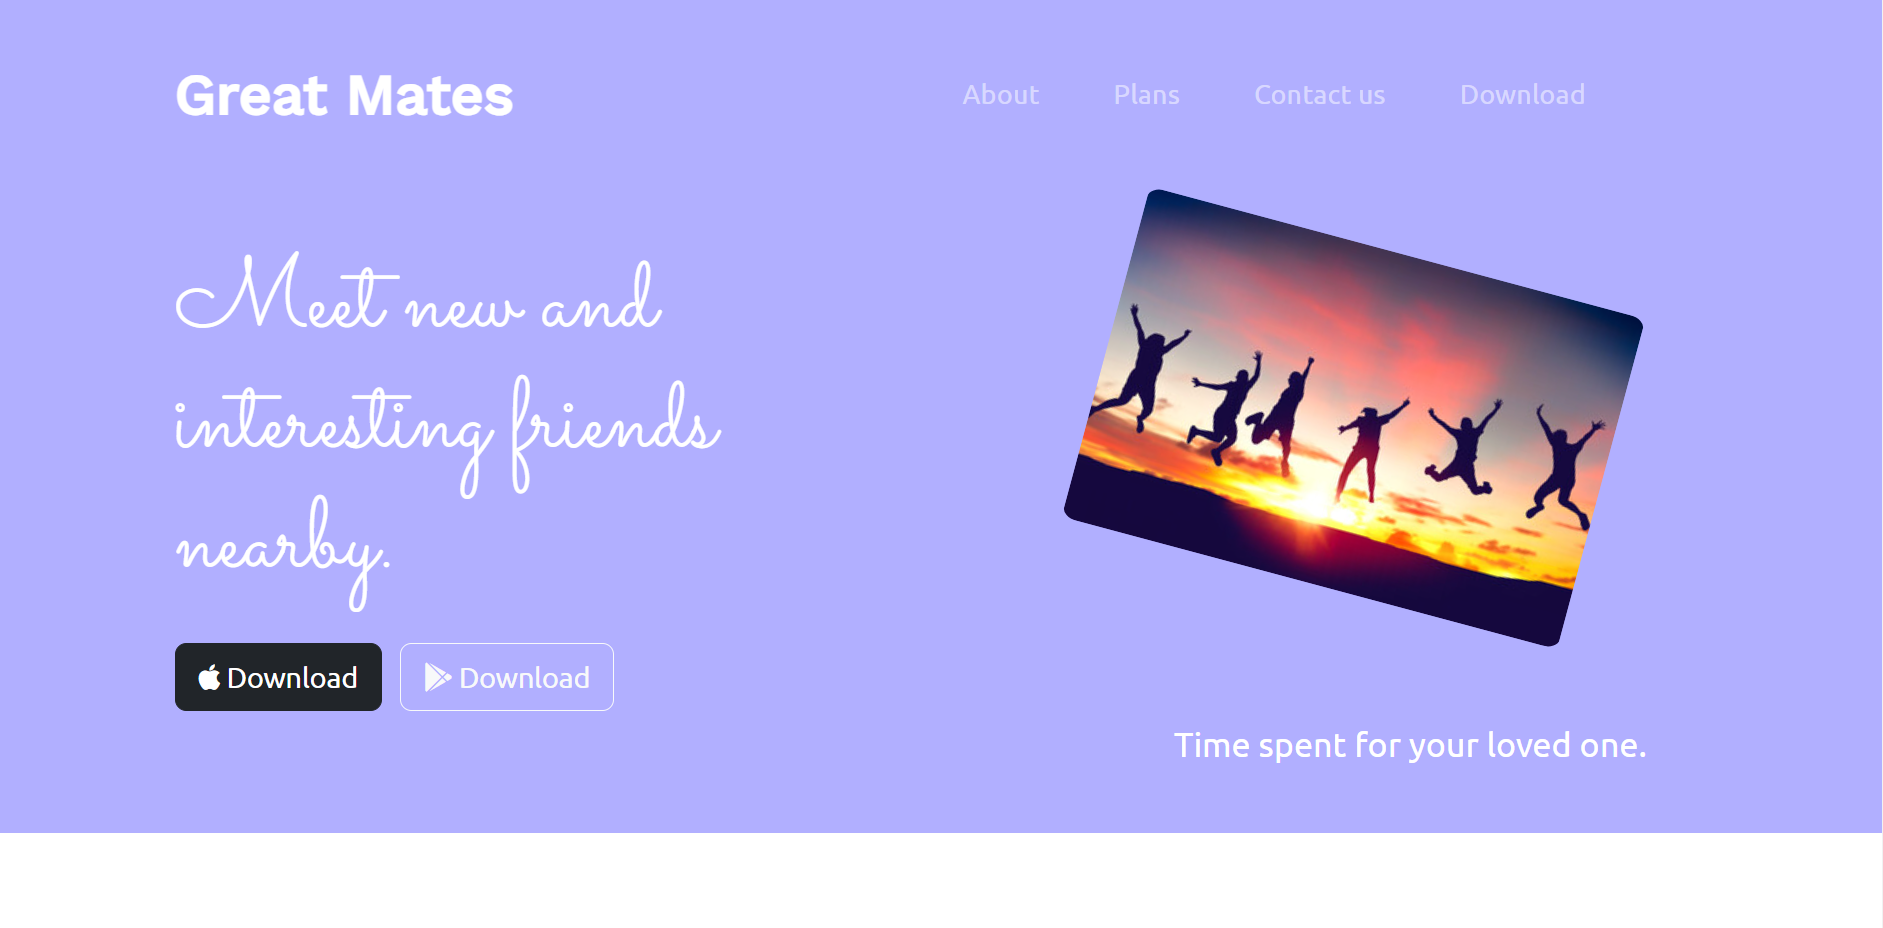 Great Mates
About Plans Contact us Download
Meet new and
interesting friends
nearby.
Download Download
Time spent for your loved one.